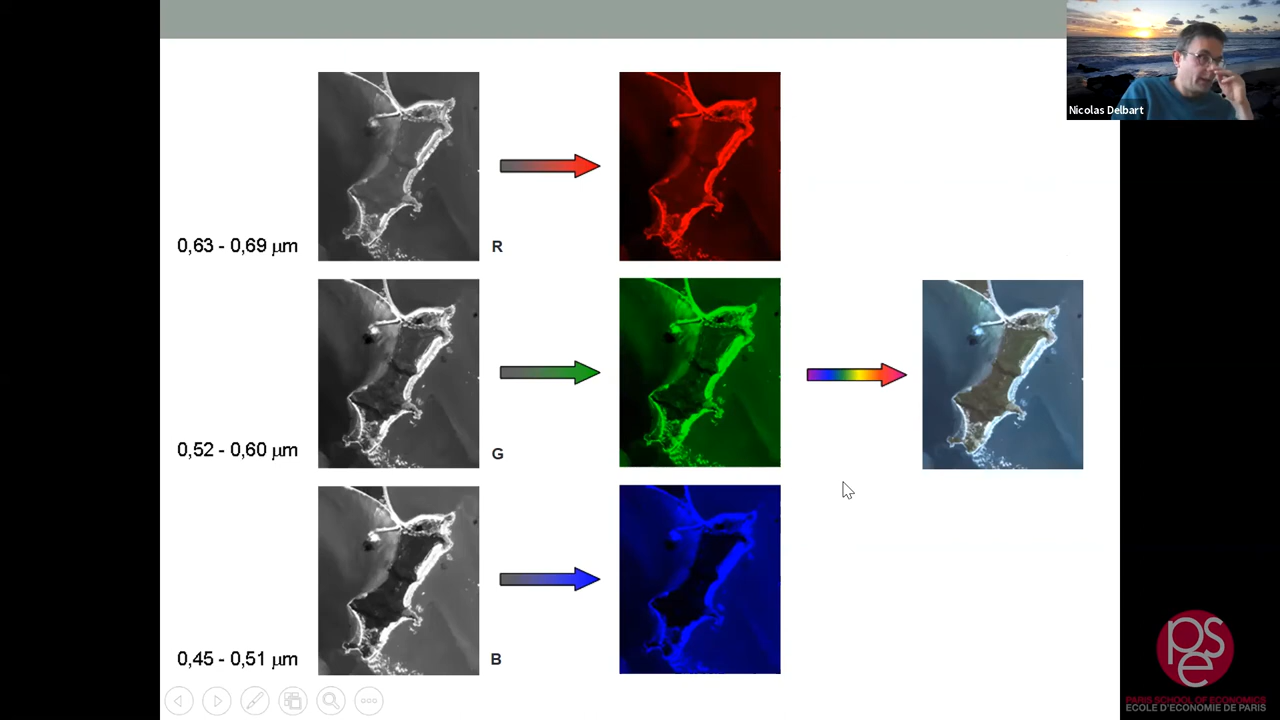 Nicolas Delbart
0,63 - 0,69 µm
R
0,52 - 0,60 µm
G
0,45 - 0,51 µm
B
pse
PARIS SCHOOL OF ECONOMICS
ECOLE D'ECONOMIE DE PARIS